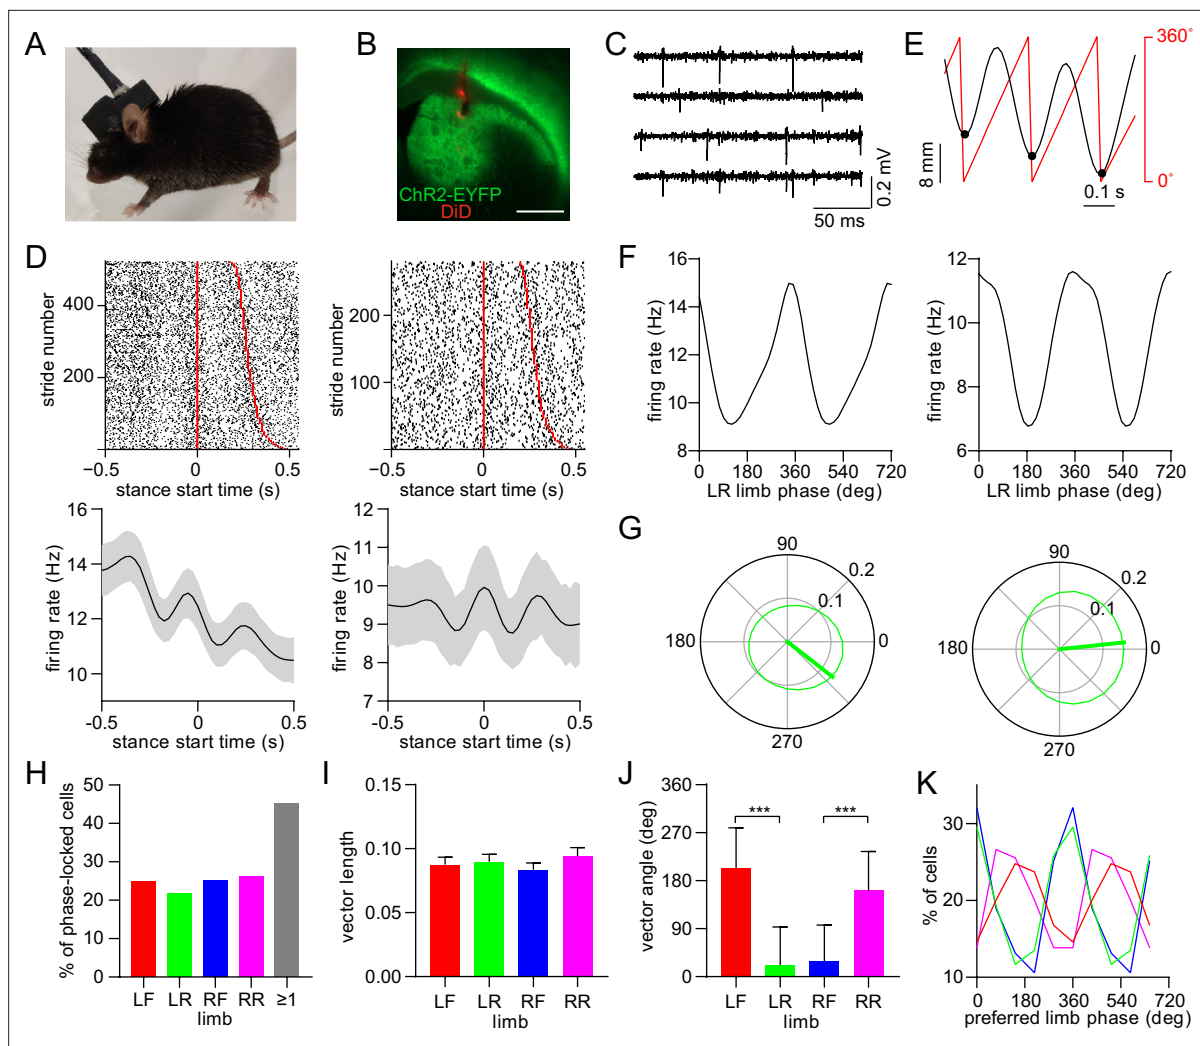 A
B
ChR2-EYFP
DiD
C
0.2 mV
50 ms
E
360°
0°
8 mm
0.1 s
D
stride number
400
200
0
−0.5 0 0.5
stance start time (s)
stride number
200
100
0
−0.5 0 0.5
stance start time (s)
firing rate (Hz)
16
14
12
10
-0.5 0 0.5
stance start time (s)
firing rate (Hz)
12
11
10
9
8
7
-0.5 0 0.5
stance start time (s)
F
firing rate (Hz)
16
14
12
10
8
0 180 360 540 720
LR limb phase (deg)
firing rate (Hz)
12
10
8
6
0 180 360 540 720
LR limb phase (deg)
G
90
0.2
0.1
180
0
270
90
0.2
0.1
180
0
270
H
% of phase-locked cells
50
40
30
20
10
0
LF LR RF RR ≥1
limb
I
vector length
0.15
0.10
0.05
0.00
LF LR RF RR
limb
J
vector angle (deg)
360
270
180
90
0
*** ***
LF LR RF RR
limb
K
% of cells
30
20
10
0 180 360 540 720
preferred limb phase (deg)